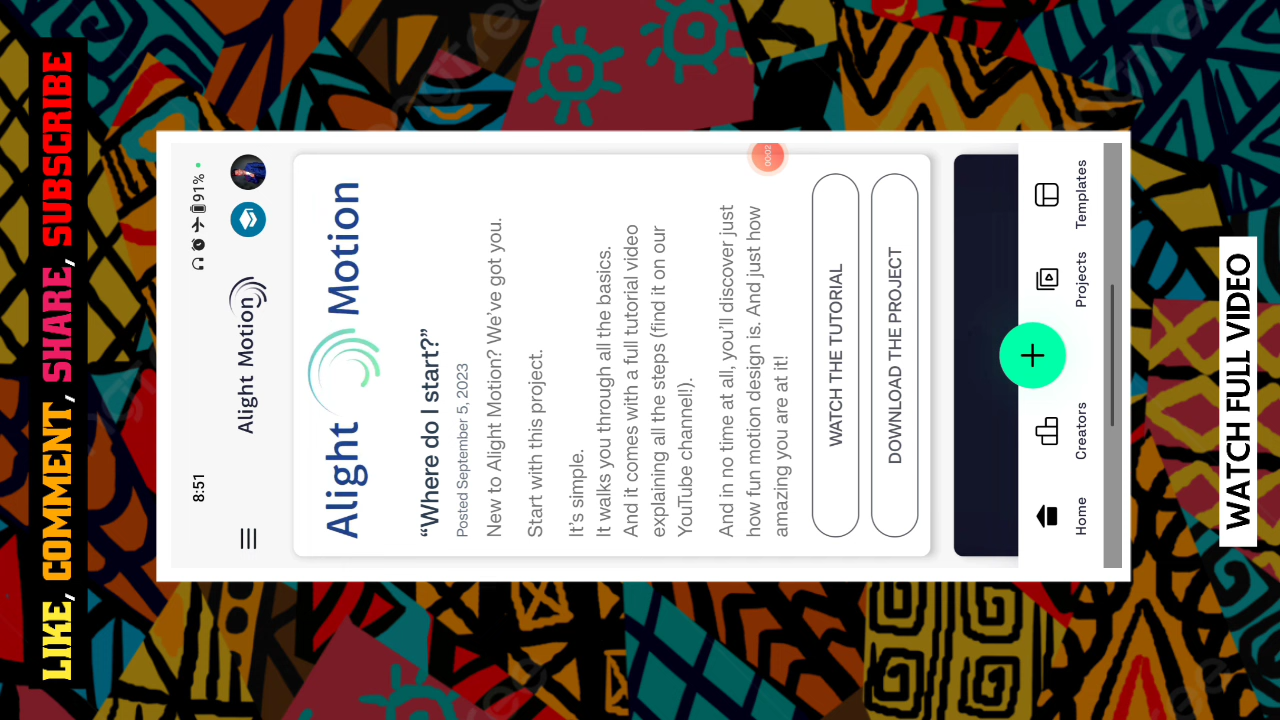 LIKE, COMMENT, SHARE, SUBSCRIBE
8:51
91%
Alight Motion
Alight Motion
“Where do I start?”
Posted September 5, 2023
New to Alight Motion? We've got you.
Start with this project.
It's simple.
It walks you through all the basics.
And it comes with a full tutorial video
explaining all the steps (find it on our
YouTube channel!).
And in no time at all, you'll discover just
how fun motion design is. And just how
amazing you are at it!
00:02
WATCH THE TUTORIAL
DOWNLOAD THE PROJECT
Home
Creators
Projects
Templates
WATCH FULL VIDEO